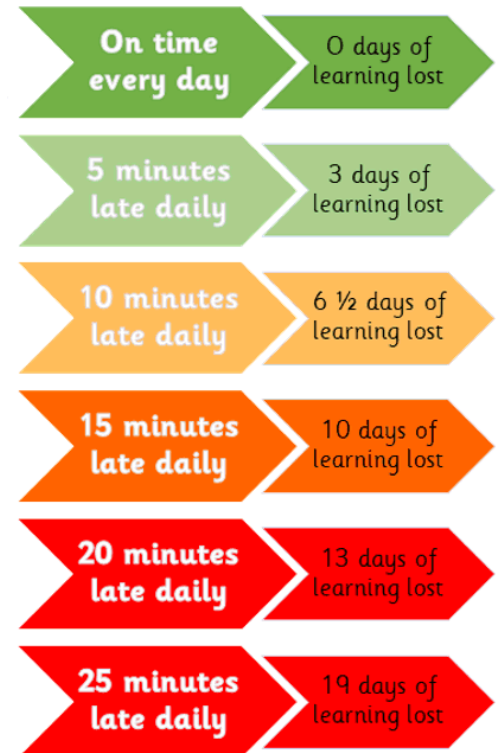 On time
every day
0 days of
learning lost
5 minutes
late daily
3 days of
learning lost
10 minutes
late daily
6 ½ days of
learning lost
15 minutes
late daily
10 days of
learning lost
20 minutes
late daily
13 days of
learning lost
25 minutes
late daily
19 days of
learning lost